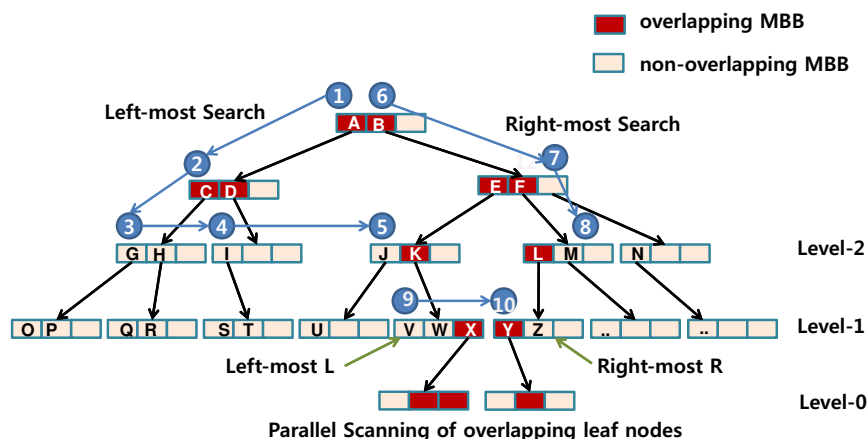 overlapping MBB
non-overlapping MBB
Left-most Search
Right-most Search
1 6
A B
2 7
C D E F
3 4 5 8
G H I J K L M N Level-2
9 10
O P Q R S T U V W X Y Z .. .. Level-1
Left-most L Right-most R
Level-0
Parallel Scanning of overlapping leaf nodes